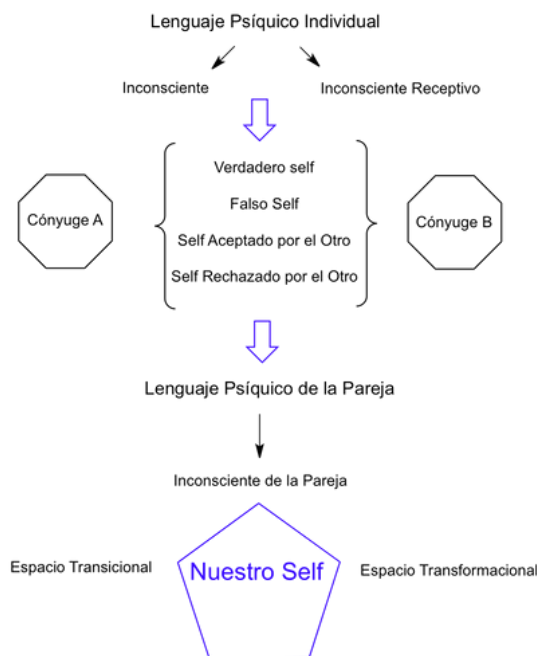 Lenguaje Psíquico Individual
Inconsciente
Inconsciente Receptivo
Verdadero self
Falso Self
Cónyuge A
Cónyuge B
Self Aceptado por el Otro
Self Rechazado por el Otro
Lenguaje Psíquico de la Pareja
Inconsciente de la Pareja
Espacio Transicional
Nuestro Self
Espacio Transformacional